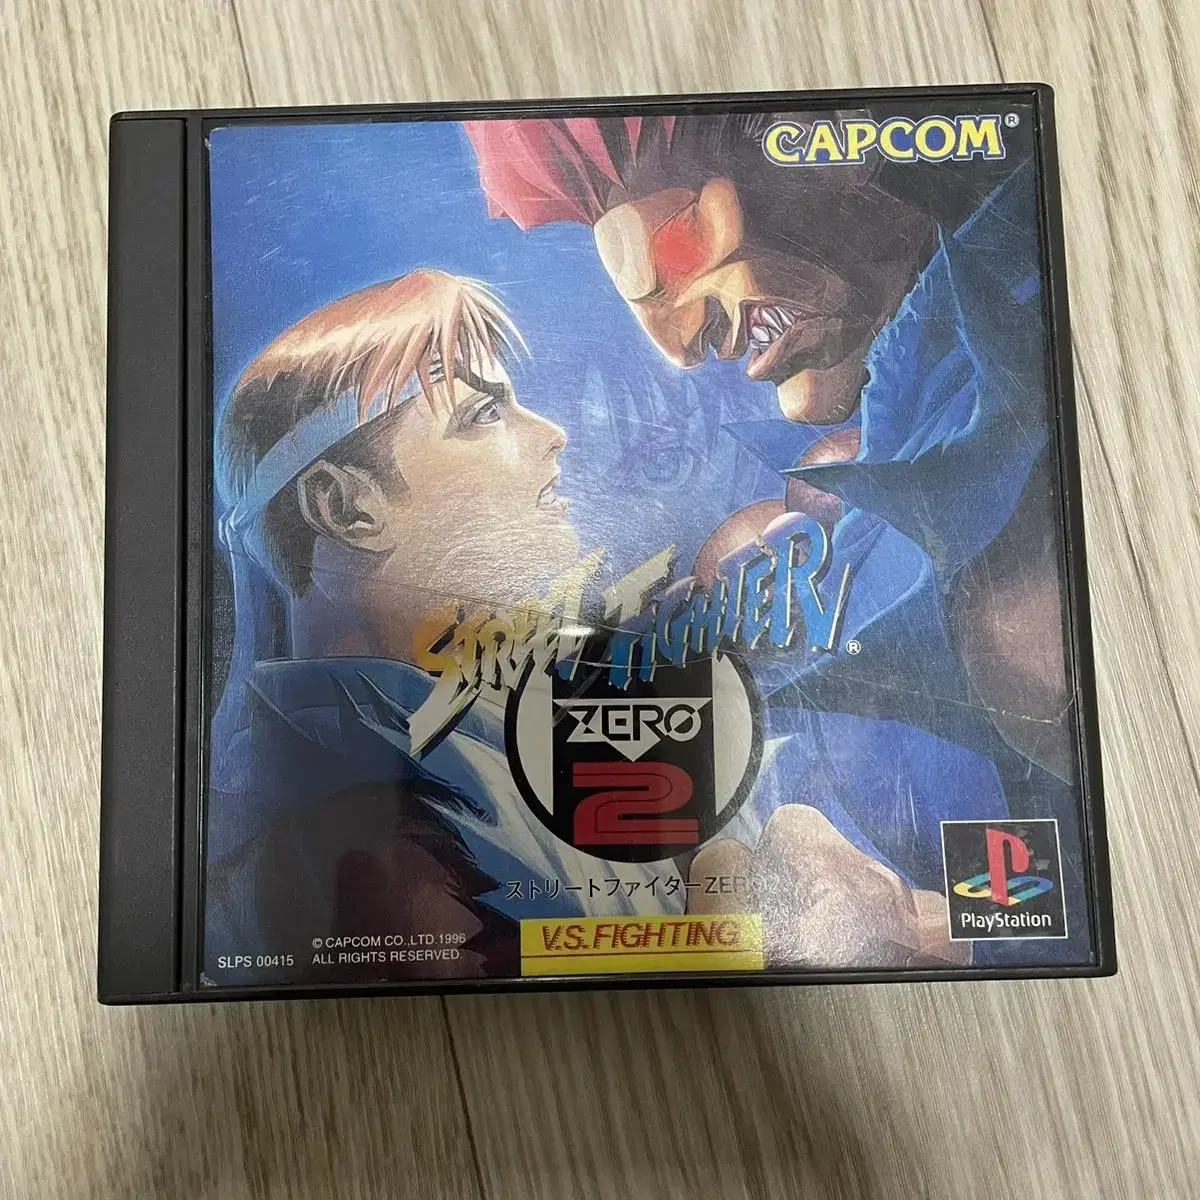 CAPCOM®
STREET FIGHTER®
ZERO
2
ストリートファイターZERO2
V.S. FIGHTING
© CAPCOM CO.,LTD.1996
SLPS 00415 ALL RIGHTS RESERVED.
PlayStation